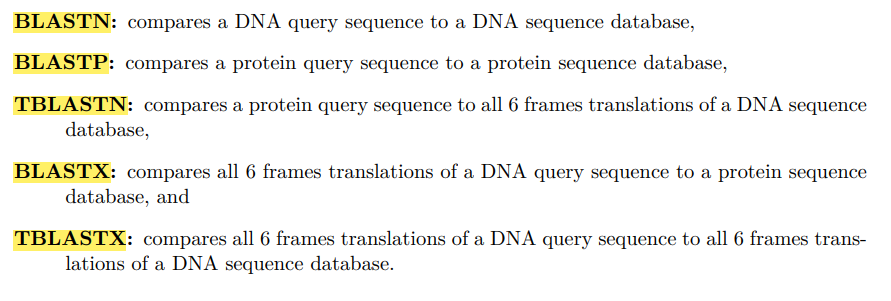 BLASTN: compares a DNA query sequence to a DNA sequence database,
BLASTP: compares a protein query sequence to a protein sequence database,
TBLASTN: compares a protein query sequence to all 6 frames translations of a DNA sequence
database,
BLASTX: compares all 6 frames translations of a DNA query sequence to a protein sequence
database, and
TBLASTX: compares all 6 frames translations of a DNA query sequence to all 6 frames trans-
lations of a DNA sequence database.